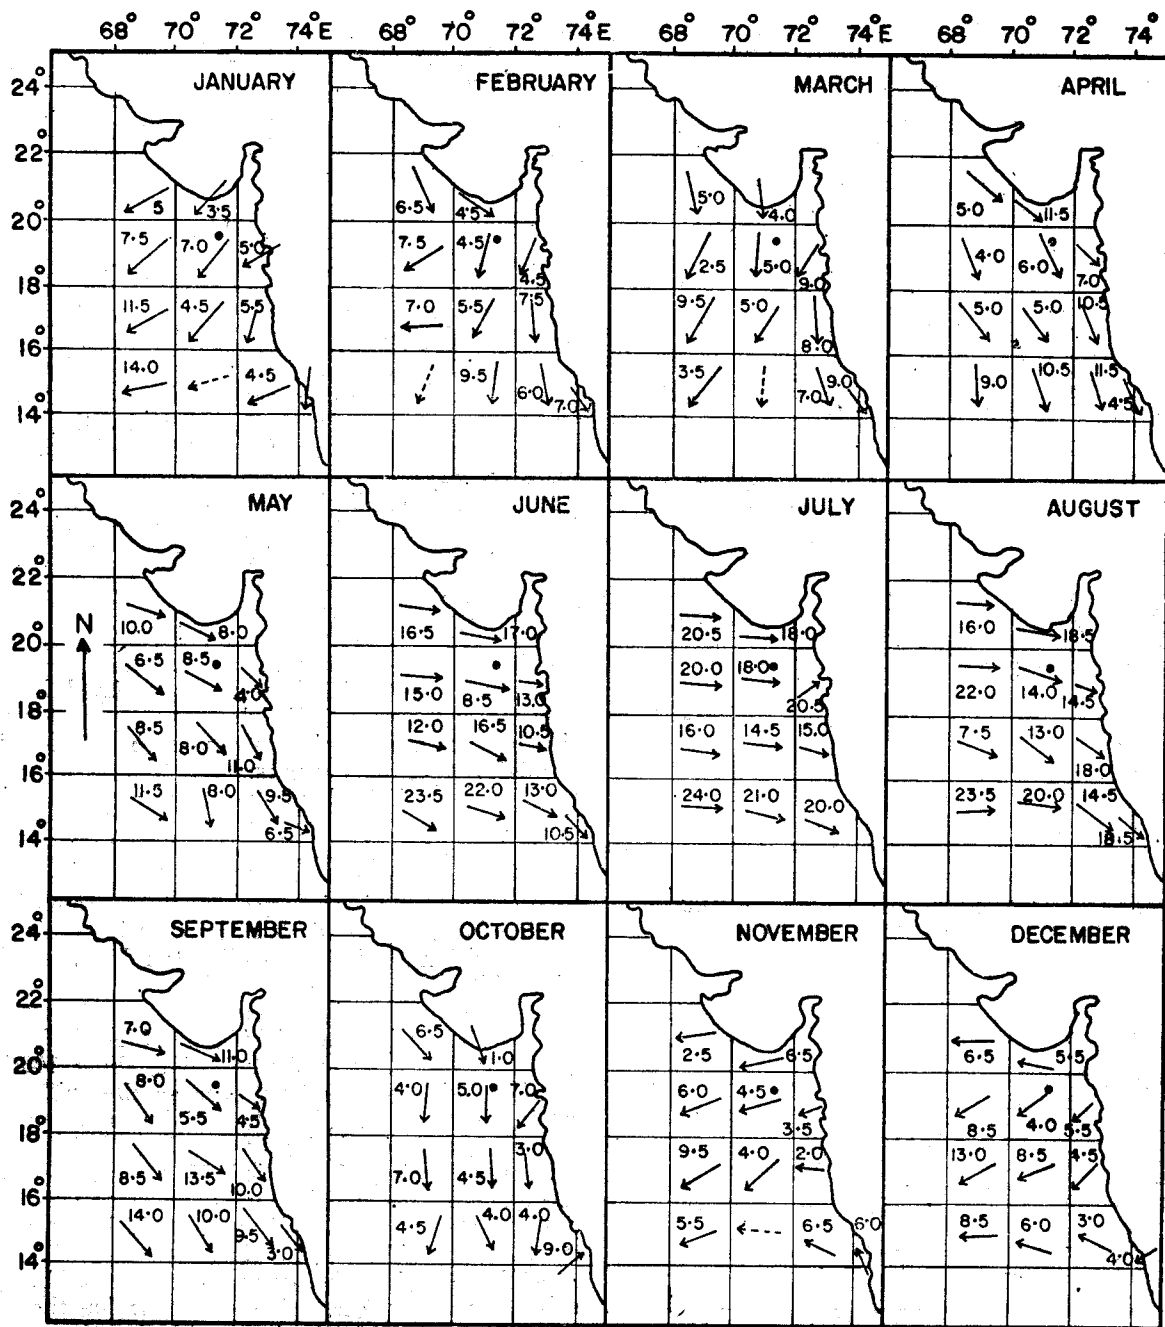 68° 70° 72° 74°E 68° 70° 72° 74°E 68° 70° 72° 74°E 68° 70° 72° 74°
24° JANUARY FEBRUARY MARCH APRIL
22°
5 3.5 6.5 4.5 5.0 4.0 5.0 11.5
20°
7.5 7.0 5.0 7.5 4.5 4.5 2.5 5.0 9.0 4.0 6.0 7.0
18°
11.5 4.5 5.5 7.0 5.5 7.5 9.5 5.0 8.0 5.0 5.0 10.5
16°
14.0 4.5 9.5 6.0 7.0 3.5 7.0 9.0 9.0 10.5 11.5 4.5
14°
24° MAY JUNE JULY AUGUST
22°
N
10.0 8.0 16.5 17.0 20.5 18.0 16.0 18.5
20°
6.5 8.5 4.0 15.0 8.5 13.0 20.0 18.0 20.5 22.0 14.0 14.5
18°
8.5 8.0 11.0 12.0 16.5 10.5 16.0 14.5 15.0 7.5 13.0 18.0
16°
11.5 8.0 9.5 6.5 23.5 22.0 13.0 10.5 24.0 21.0 20.0 23.5 20.0 14.5 18.5
14°
24° SEPTEMBER OCTOBER NOVEMBER DECEMBER
22°
7.0 11.0 6.5 1.0 2.5 6.5 6.5 5.5
20°
8.0 5.5 4.5 4.0 5.0 7.0 6.0 4.5 3.5 8.5 4.0 5.5
18°
8.5 13.5 10.0 7.0 4.5 3.0 9.5 4.0 2.0 13.0 8.5 4.5
16°
14.0 10.0 9.5 3.0 4.5 4.0 4.0 9.0 5.5 6.5 6.0 8.5 6.0 3.0 4.0
14°